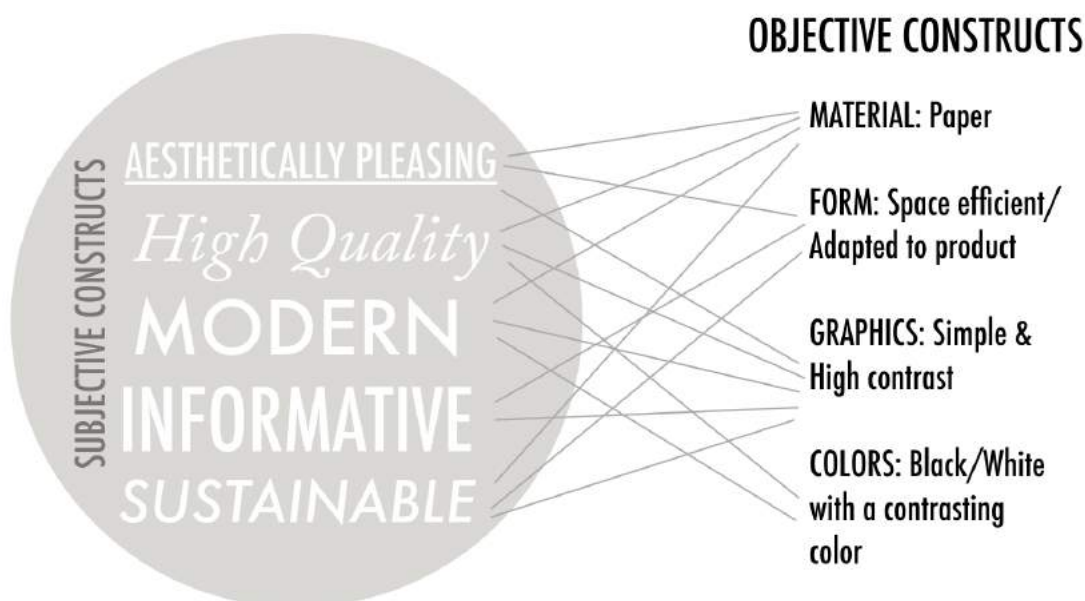 OBJECTIVE CONSTRUCTS
SUBJECTIVE CONSTRUCTS
AESTHETICALLY PLEASING
High Quality
MODERN
INFORMATIVE
SUSTAINABLE
MATERIAL: Paper
FORM: Space efficient/
Adapted to product
GRAPHICS: Simple &
High contrast
COLORS: Black/White
with a contrasting
color